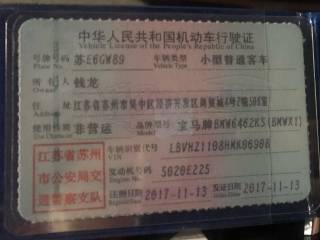 中华人民共和国机动车行驶证
Vehicle License of the People's Republic of China
号牌号码 苏E6GW89 车辆类型 小型普通客车
Plate No. Vehicle Type
所有人 钱龙
Owner
住址 江苏省苏州市吴中区
Address
使用性质 非营运 品牌型号 宝马牌BMW6462KS(BMWX1)
Use Character Model
江苏省苏州
市公安局交
通警察支队
车辆识别代号 LBVHZ1108HMK06908
VIN
发动机号码 5020E225
Engine No.
注册日期 2017-11-13 发证日期 2017-11-13
Register Date Issue Date